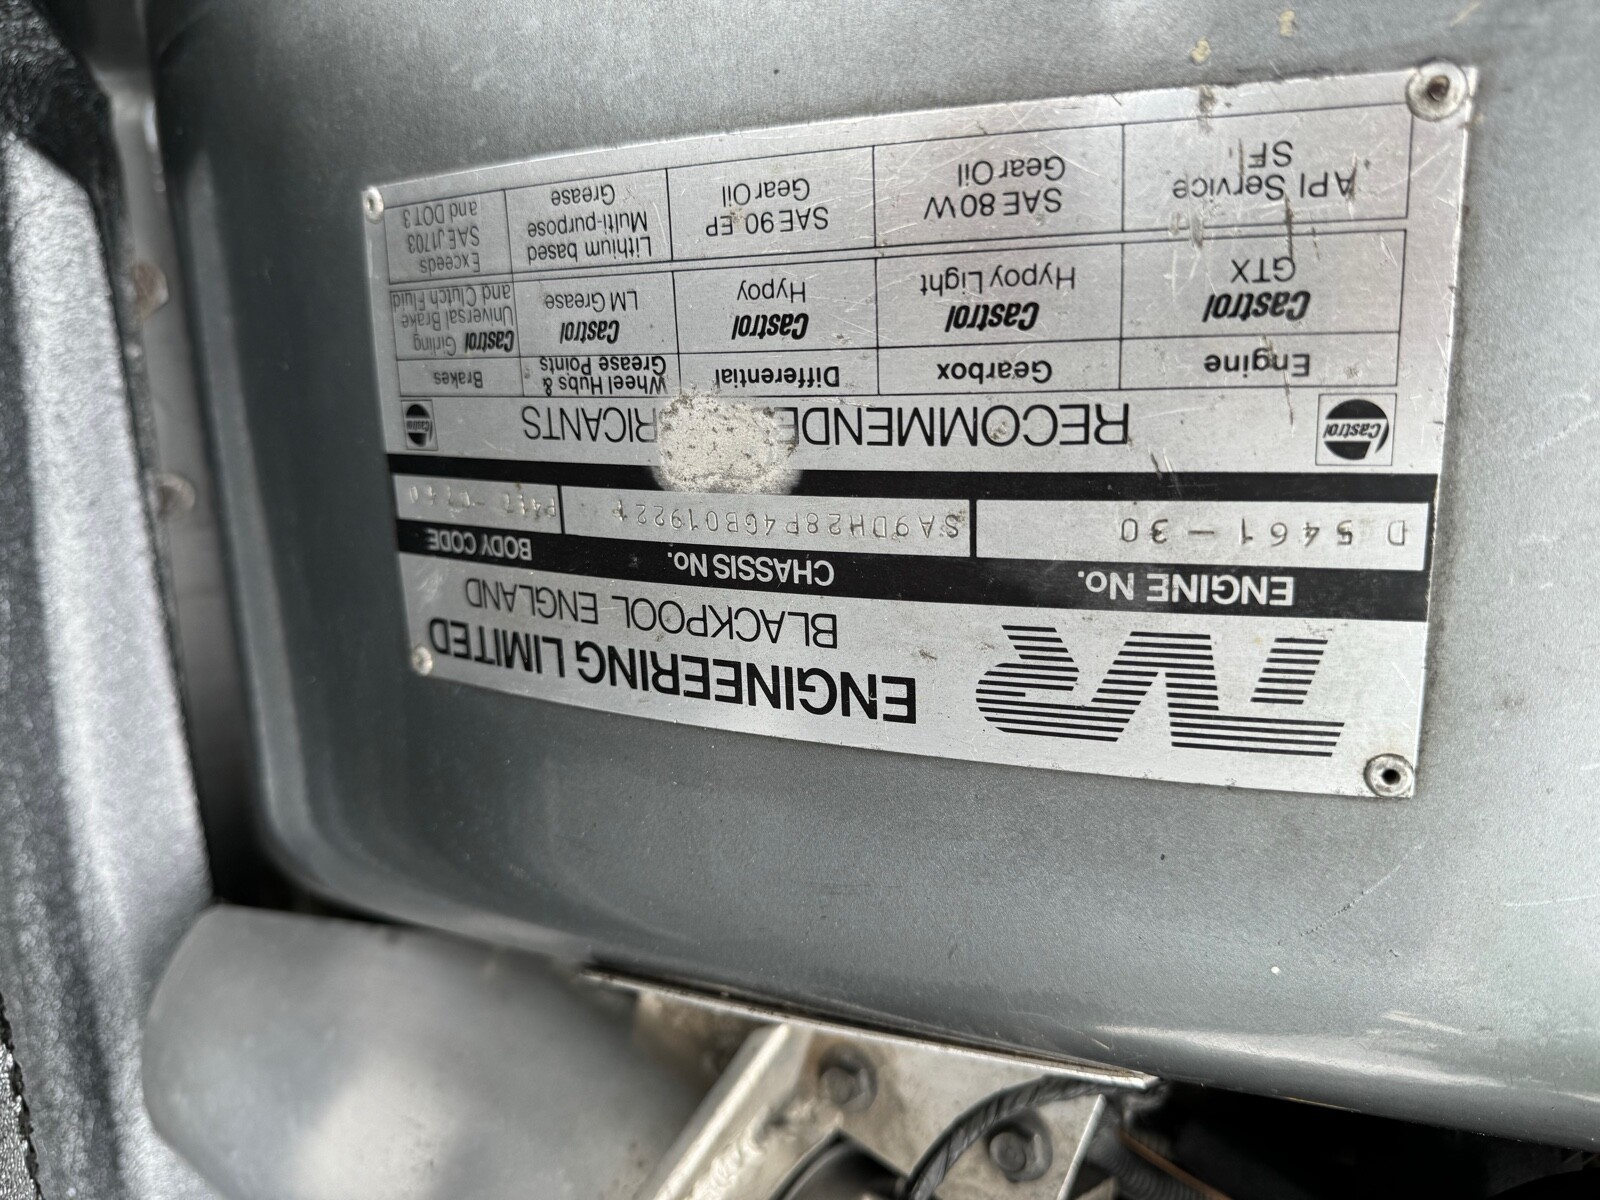 TVR ENGINEERING LIMITED
BLACKPOOL ENGLAND
ENGINE No. CHASSIS No. BODY CODE
D5461-30 SA9DH28P4GB01922
Castrol RECOMMENDE RICANTS Castrol
Engine
Gearbox
Differential
Wheel Hubs &
Grease Points
Brakes
Castrol
GTX
Castrol
Hypoy Light
Castrol
Hypoy
Castrol
LM Grease
Castrol Girling
Universal Brake
and Clutch Fluid
API Service
SF
SAE 80W
Gear Oil
SAE 90 EP
Gear Oil
Lithium based
Multi-purpose
Grease
Exceeds
SAE J1703
and DOT 3